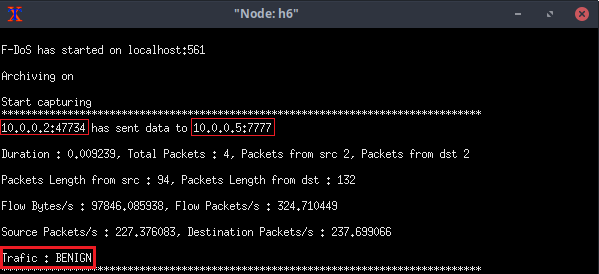 "Node: h6"
F-DoS has started on localhost:561
Archiving on
Start capturing
********************************************************************************
10.0.0.2:47734 has sent data to 10.0.0.5:7777
Duration : 0.009239, Total Packets : 4, Packets from src 2, Packets from dst 2
Packets Length from src : 94, Packets Length from dst : 132
Flow Bytes/s : 97846.085938, Flow Packets/s : 324.710449
Source Packets/s : 227.376083, Destination Packets/s : 237.699066
Trafic : BENIGN
********************************************************************************